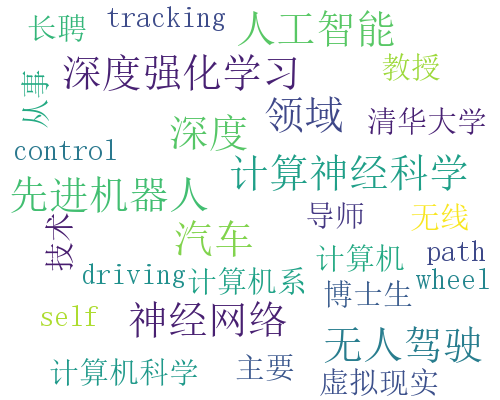 长聘
tracking
人工智能
深度强化学习
教授
从事
领域
清华大学
深度
control
计算神经科学
先进机器人
导师
无线
技术
汽车
计算机
path
driving
计算机系
wheel
博士生
self
神经网络
无人驾驶
计算机科学
主要
虚拟现实